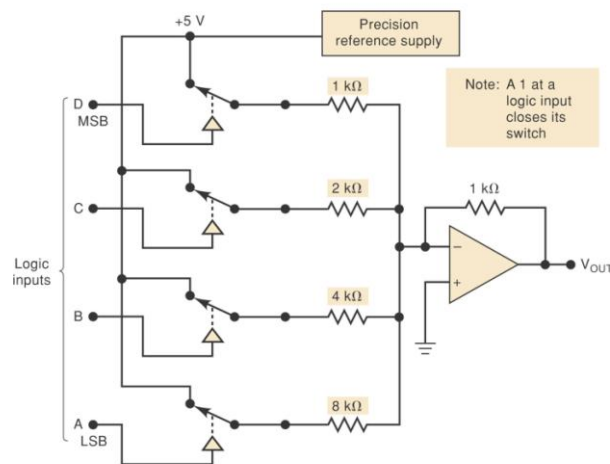 +5 V
Precision
reference supply
D
MSB
1 kΩ
Note: A 1 at a
logic input
closes its
switch
C
2 kΩ
1 kΩ
Logic
inputs
−
+
VOUT
B
4 kΩ
A
LSB
8 kΩ